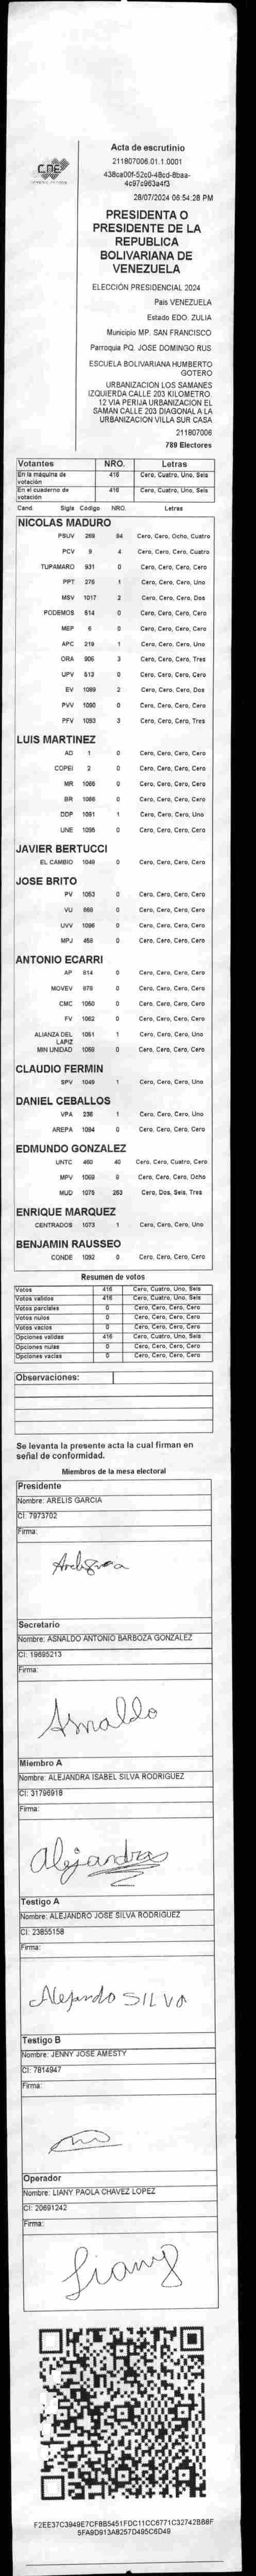 CDE
Acta de escrutinio
211807006.01.1.0001
438ca00f-52c0-48cd-8baa-
4c97c963a4f3
28/07/2024 06:54:28 PM
PRESIDENTA O
PRESIDENTE DE LA
REPUBLICA
BOLIVARIANA DE
VENEZUELA
ELECCIÓN PRESIDENCIAL 2024
Pais VENEZUELA
Estado EDO. ZULIA
Municipio MP. SAN FRANCISCO
Parroquia PQ. JOSE DOMINGO RUS
ESCUELA BOLIVARIANA HUMBERTO
GOTERO
URBANIZACION LOS SAMANES
IZQUIERDA CALLE 203 KILOMETRO
12 VIA PERIJA URBANIZACION EL
SAMAN CALLE 203 DIAGONAL A LA
URBANIZACION VILLA SUR CASA
211807006
789 Electores
Votantes NRO. Letras
En la máquina de votación 416 Cero, Cuatro, Uno, Seis
En el cuaderno de votación 416 Cero, Cuatro, Uno, Seis
Cand. Sigla Código NRO. Letras
NICOLAS MADURO
PSUV 269 84 Cero, Cero, Ocho, Cuatro
PCV 9 4 Cero, Cero, Cero, Cuatro
TUPAMARO 931 0 Cero, Cero, Cero, Cero
PPT 276 1 Cero, Cero, Cero, Uno
MSV 1017 2 Cero, Cero, Cero, Dos
PODEMOS 514 0 Cero, Cero, Cero, Cero
MEP 6 0 Cero, Cero, Cero, Cero
APC 219 1 Cero, Cero, Cero, Uno
ORA 906 3 Cero, Cero, Cero, Tres
UPV 513 0 Cero, Cero, Cero, Cero
EV 1089 2 Cero, Cero, Cero, Dos
PVV 1090 0 Cero, Cero, Cero, Cero
PFV 1093 3 Cero, Cero, Cero, Tres
LUIS MARTINEZ
AD 1 0 Cero, Cero, Cero, Cero
COPEI 2 0 Cero, Cero, Cero, Cero
MR 1066 0 Cero, Cero, Cero, Cero
BR 0 Cero, Cero, Cero, Cero
DDP 1091 1 Cero, Cero, Cero, Uno
UNE 1095 0 Cero, Cero, Cero, Cero
JAVIER BERTUCCI
EL CAMBIO 1048 0 Cero, Cero, Cero, Cero
JOSE BRITO
PV 1053 0 Cero, Cero, Cero, Cero
VU 868 0 Cero, Cero, Cero, Cero
UVV 1096 0 Cero, Cero, Cero, Cero
MPJ 458 0 Cero, Cero, Cero, Cero
ANTONIO ECARRI
AP 814 0 Cero, Cero, Cero, Cero
MOVEV 878 0 Cero, Cero, Cero, Cero
CMC 1050 0 Cero, Cero, Cero, Cero
FV 1062 0 Cero, Cero, Cero, Cero
ALIANZA DEL LAPIZ 1051 1 Cero, Cero, Cero, Uno
MIN UNIDAD 1069 0 Cero, Cero, Cero, Cero
CLAUDIO FERMIN
SPV 1049 1 Cero, Cero, Cero, Uno
DANIEL CEBALLOS
VPA 236 1 Cero, Cero, Cero, Uno
AREPA 1094 0 Cero, Cero, Cero, Cero
EDMUNDO GONZALEZ
UNTC 460 40 Cero, Cero, Cuatro, Cero
MPV 1069 8 Cero, Cero, Cero, Ocho
MUD 1075 263 Cero, Dos, Seis, Tres
ENRIQUE MARQUEZ
CENTRADOS 1073 1 Cero, Cero, Cero, Uno
BENJAMIN RAUSSEO
CONDE 1092 0 Cero, Cero, Cero, Cero
Resumen de votos
Votos 416 Cero, Cuatro, Uno, Seis
Votos validos 416 Cero, Cuatro, Uno, Seis
Votos parciales 0 Cero, Cero, Cero, Cero
Votos nulos 0 Cero, Cero, Cero, Cero
Votos vacios 0 Cero, Cero, Cero, Cero
Opciones validas 416 Cero, Cuatro, Uno, Seis
Opciones nulas 0 Cero, Cero, Cero, Cero
Opciones vacias 0 Cero, Cero, Cero, Cero
Observaciones:
Se levanta la presente acta la cual firman en
señal de conformidad.
Miembros de la mesa electoral
Presidente
Nombre: ARELIS GARCIA
CI: 7973702
Firma:
Secretario
Nombre: ASNALDO ANTONIO BARBOZA GONZALEZ
CI: 19695213
Firma:
Miembro A
Nombre: ALEJANDRA ISABEL SILVA RODRIGUEZ
CI: 31796918
Firma:
Alejandra
Testigo A
Nombre: ALEJANDRO JOSE SILVA RODRIGUEZ
CI: 23855158
Firma:
Alejandro SILVA
Testigo B
Nombre: JENNY JOSE AMESTY
CI: 7814947
Firma:
Operador
Nombre: LIANY PAOLA CHAVEZ LOPEZ
CI: 20691242
Firma:
Liany
F2EE37C3949E7CF8B5451FDC11CC6771C32742BB8F
5FA9D913A8257D495C6D49